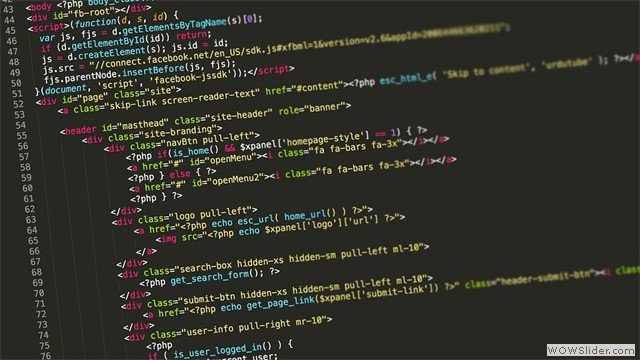 43 <body <?php body_
44 <div id="fb-root"></div>
45 <script>(function(d, s, id) {
46 var js, fjs = d.getElementsByTagName(s)[0];
47 if (d.getElementById(id)) return;
48 js = d.createElement(s); js.id = id;
49 js.src = "//connect.facebook.net/en_US/sdk.js#xfbml=1&version=v2.6&appId=
50 fjs.parentNode.insertBefore(js, fjs);
51 }(document, 'script', 'facebook-jssdk'));</script>
52 <div id="page" class="site">
53 <a class="skip-link screen-reader-text" href="#content"><?php esc_html_e( 'Skip to content', 'urdutube' ); ?></a
54
55 <header id="masthead" class="site-header" role="banner">
56 <div class="site-branding">
57 <div class="navBtn pull-left">
58 <?php if(is_home() && $xpanel['homepage-style'] == 1) { ?>
59 <a href="#" id="openMenu"><i class="fa fa-bars fa-3x"></i></a>
60 <?php } else { ?>
61 <a href="#" id="openMenu2"><i class="fa fa-bars fa-3x"></i></a>
<?php } ?>
62 </div>
63 <div class="logo pull-left">
64 <a href="<?php echo esc_url( home_url() ) ?>">
65 <img src="<?php echo $xpanel['logo']['url'] ?>">
66 </a>
67 </div>
68 <div class="search-box hidden-xs hidden-sm pull-left ml-10">
69 <?php get_search_form(); ?>
70 </div>
71 <div class="submit-btn hidden-xs hidden-sm pull-left ml-10">
72 <a href="<?php echo get_page_link($xpanel['submit-link']) ?>" class="header-submit-btn"><i class
73 </div>
74 <div class="user-info pull-right mr-10">
75 <?php
76 if ( is_user_logged_in() ) {
current_user;
WOWSlider.com